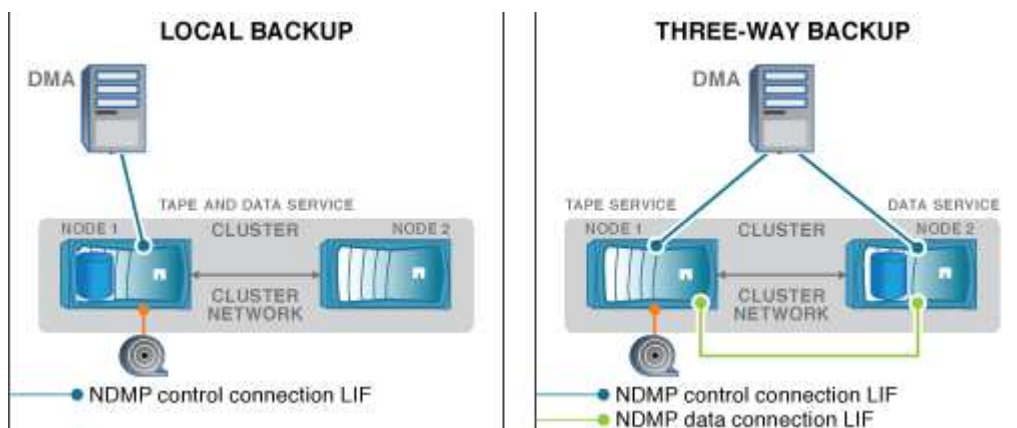 LOCAL BACKUP
DMA
TAPE AND DATA SERVICE
NODE 1
CLUSTER
NODE 2
CLUSTER
NETWORK
NDMP control connection LIF
THREE-WAY BACKUP
DMA
TAPE SERVICE
DATA SERVICE
NODE 1
CLUSTER
NODE 2
CLUSTER
NETWORK
NDMP control connection LIF
NDMP data connection LIF